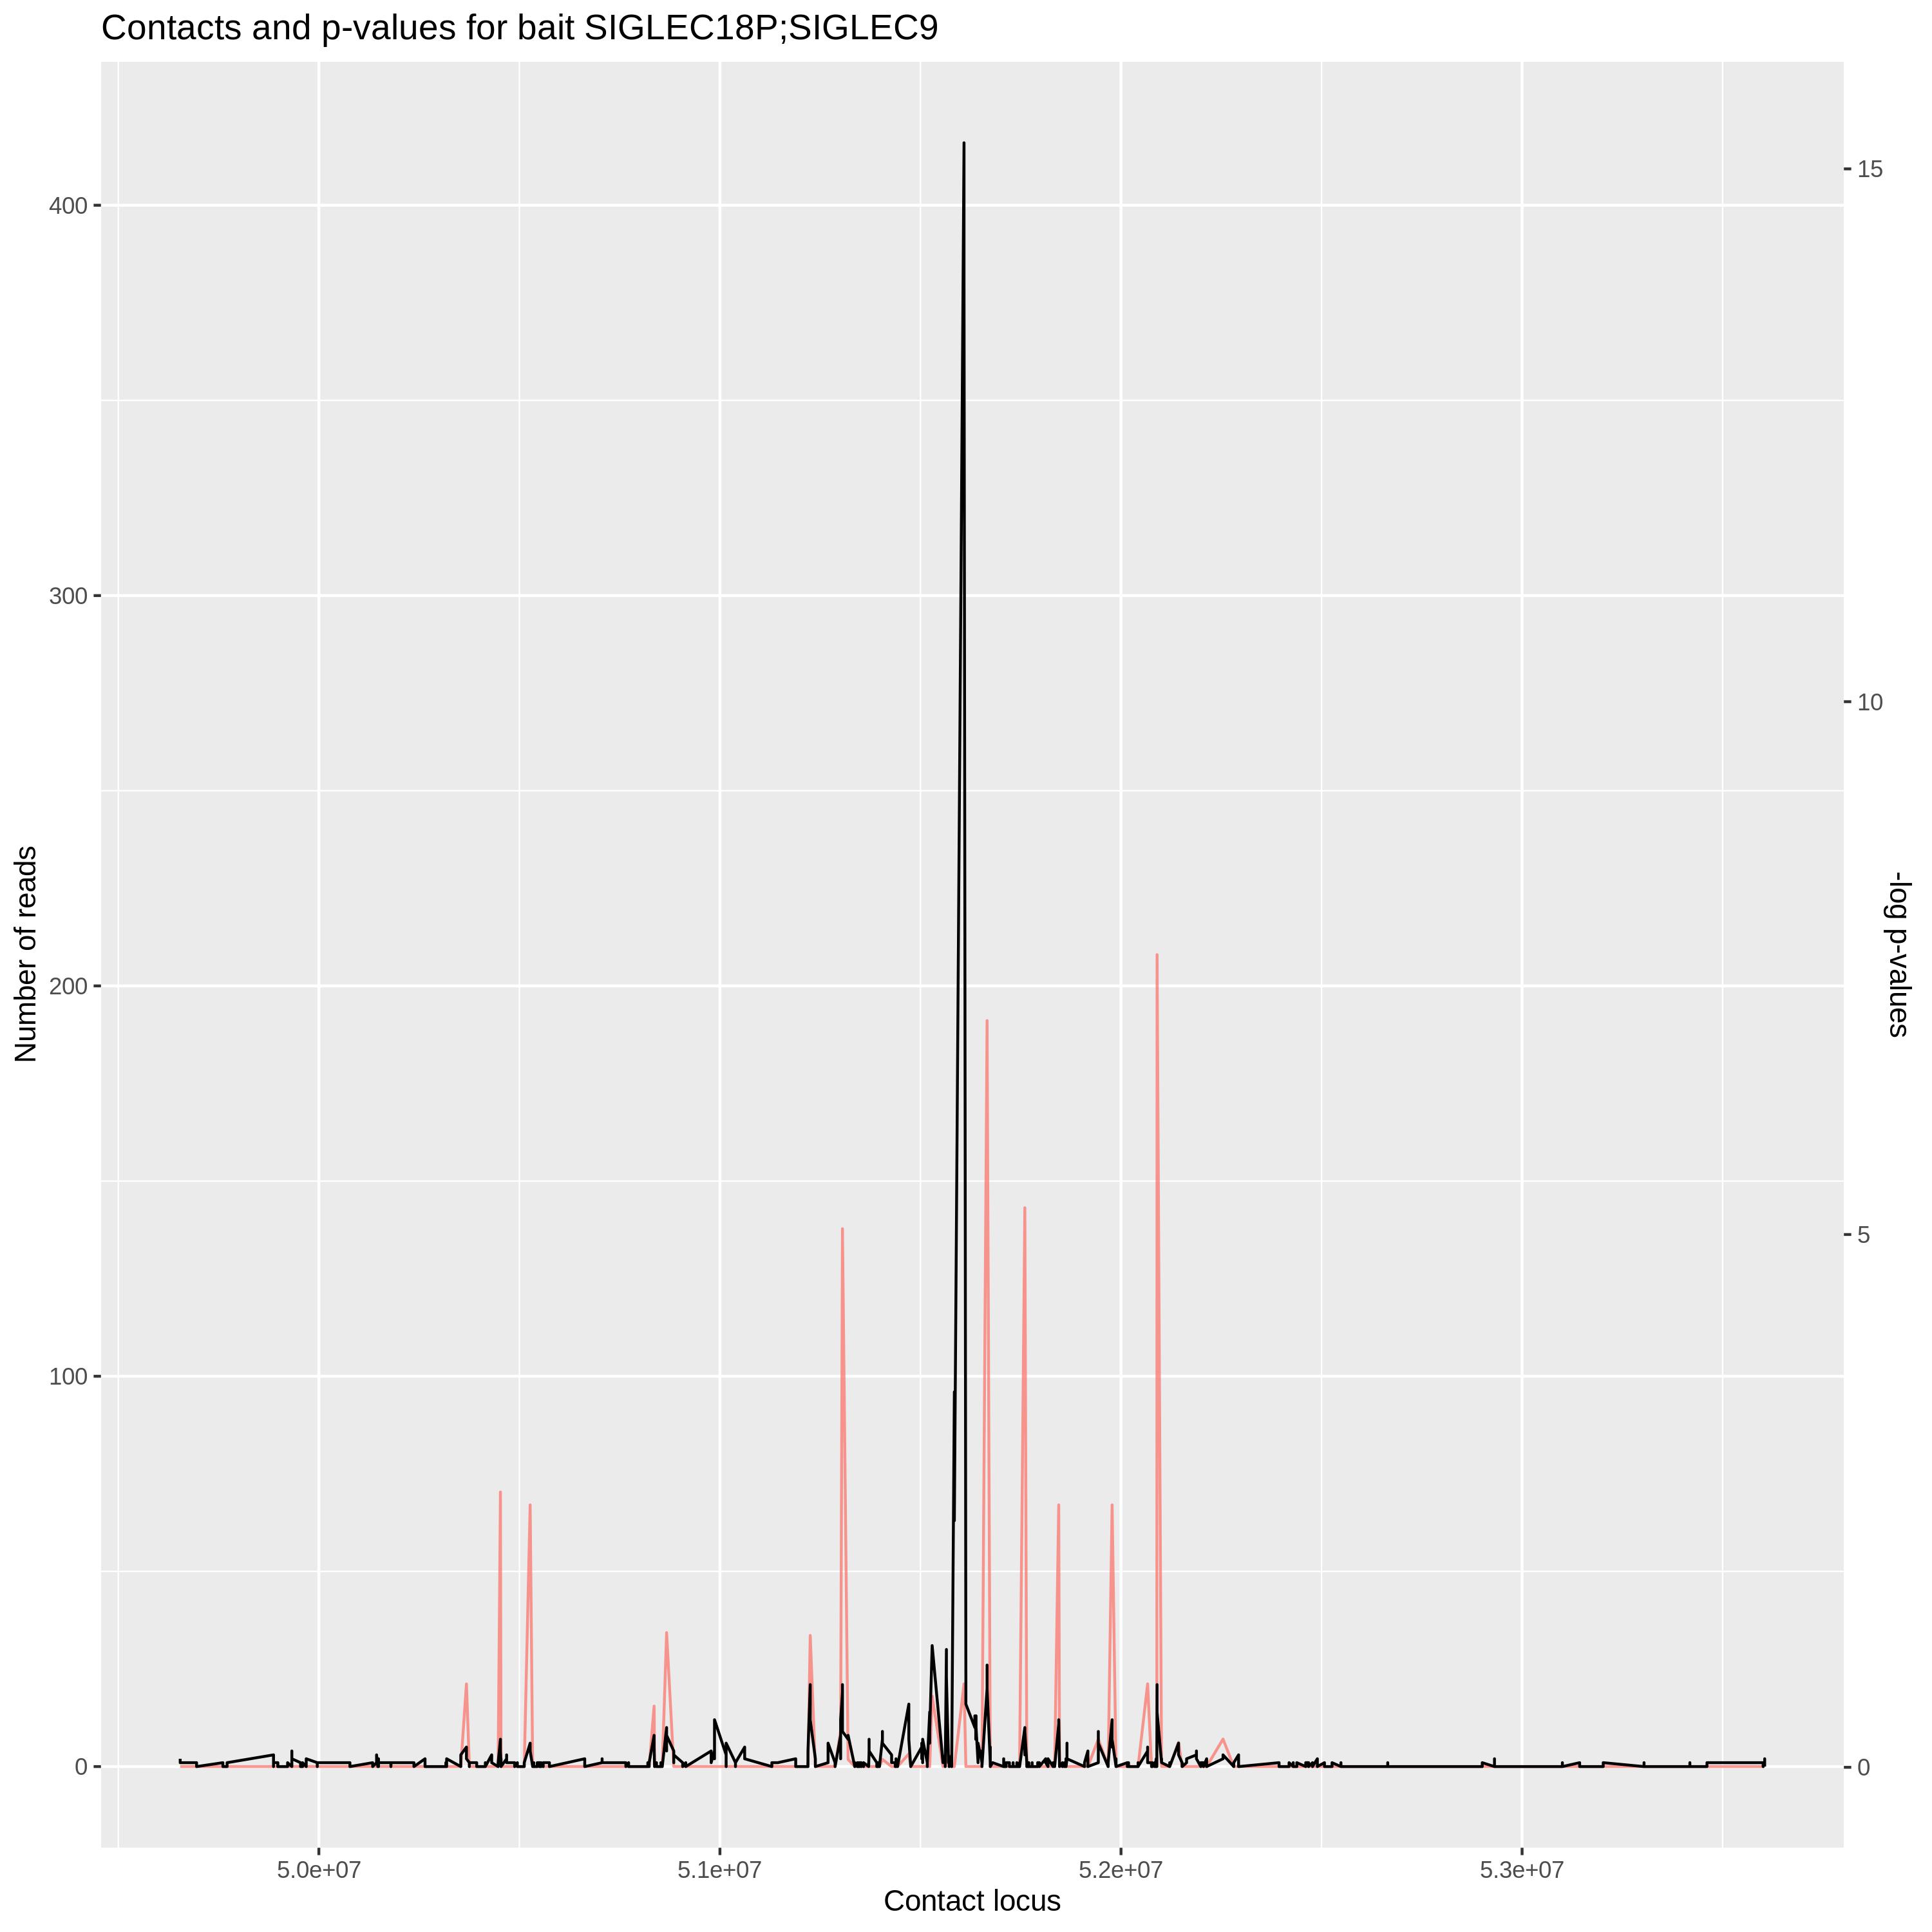 Contacts and p-values for bait SIGLEC18P;SIGLEC9
400
300
200
100
0
Number of reads
15
10
5
0
-log p-values
5.0e+07 5.1e+07 5.2e+07 5.3e+07
Contact locus